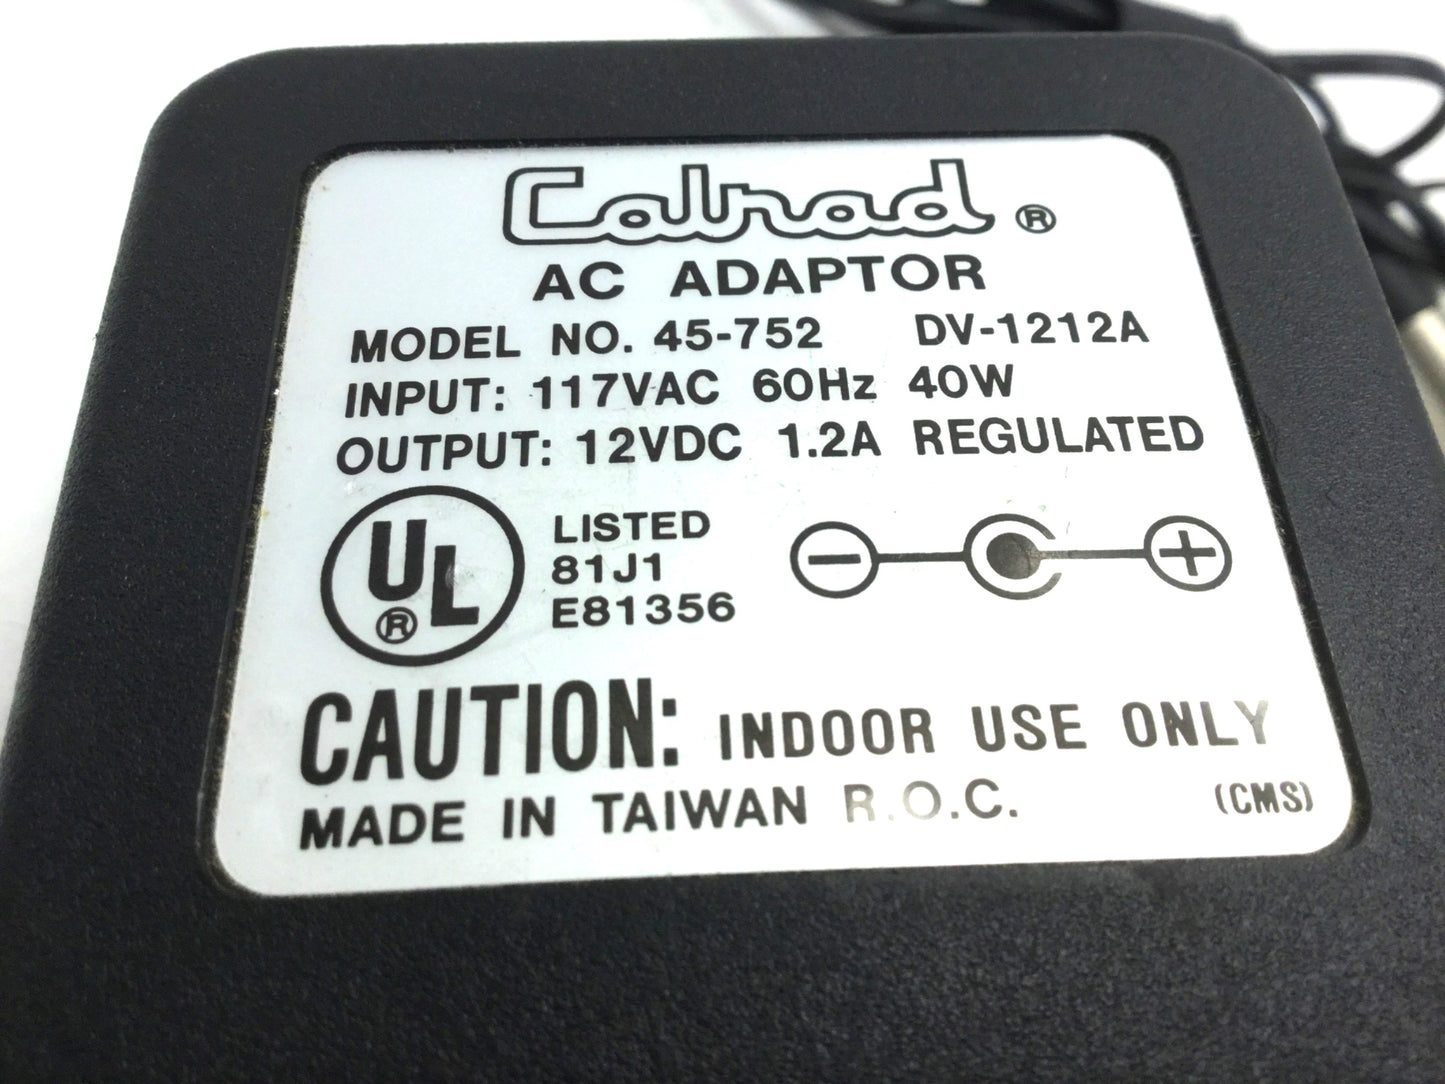 Calrad ®
AC ADAPTOR
MODEL NO. 45-752 DV-1212A
INPUT: 117VAC 60Hz 40W
OUTPUT: 12VDC 1.2A REGULATED
UL ®
LISTED
81J1
E81356
CAUTION: INDOOR USE ONLY
MADE IN TAIWAN R.O.C. (CMS)